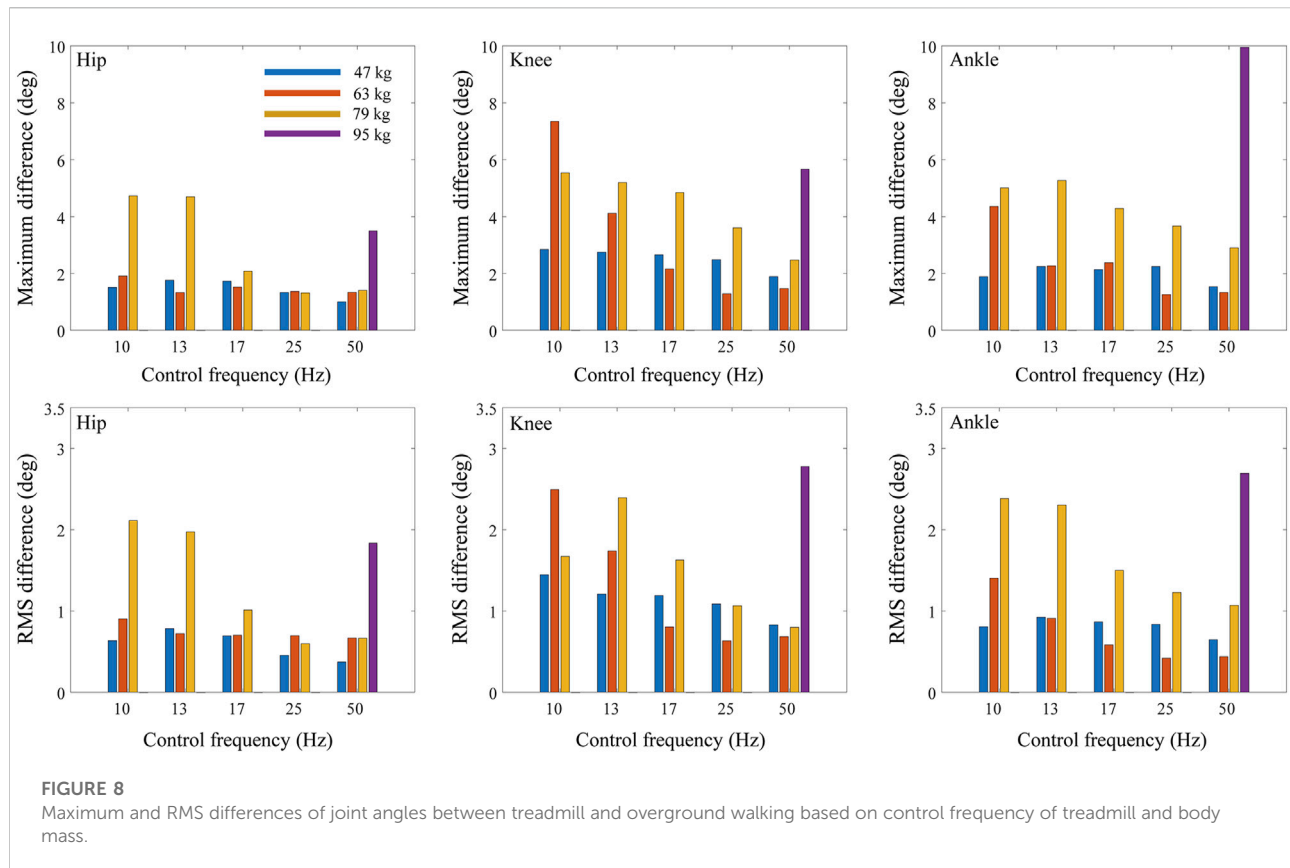 Hip
47 kg
63 kg
79 kg
95 kg
Maximum difference (deg)
10
8
6
4
2
0
10 13 17 25 50
Control frequency (Hz)
Knee
Maximum difference (deg)
10
8
6
4
2
0
10 13 17 25 50
Control frequency (Hz)
Ankle
Maximum difference (deg)
10
8
6
4
2
0
10 13 17 25 50
Control frequency (Hz)
Hip
RMS difference (deg)
3.5
3
2
1
0
10 13 17 25 50
Control frequency (Hz)
Knee
RMS difference (deg)
3.5
3
2
1
0
10 13 17 25 50
Control frequency (Hz)
Ankle
RMS difference (deg)
3.5
3
2
1
0
10 13 17 25 50
Control frequency (Hz)
FIGURE 8
Maximum and RMS differences of joint angles between treadmill and overground walking based on control frequency of treadmill and body
mass.